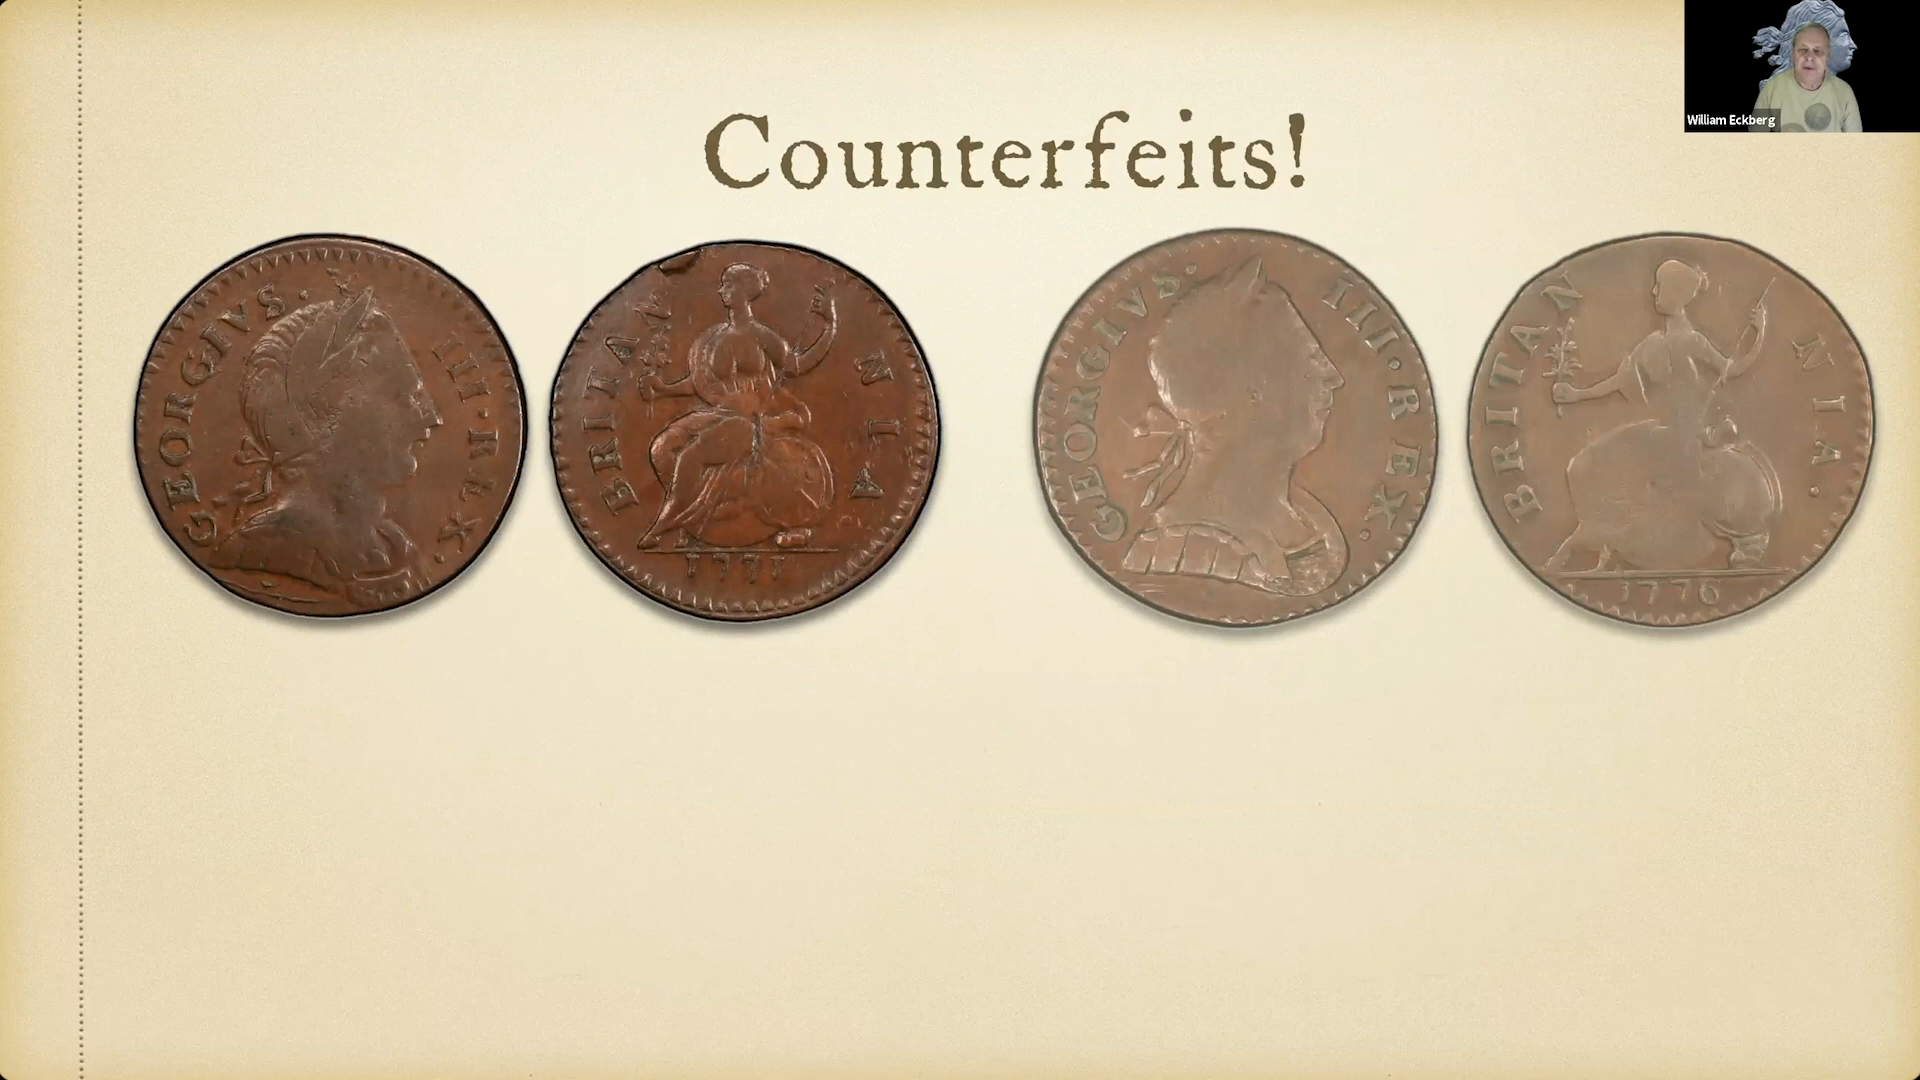 William Eckberg
Counterfeits!
GEORGIVS· III·REX.
BRITAN NIA
1771
GEORGIVS· III·REX.
BRITAN NIA·
1776